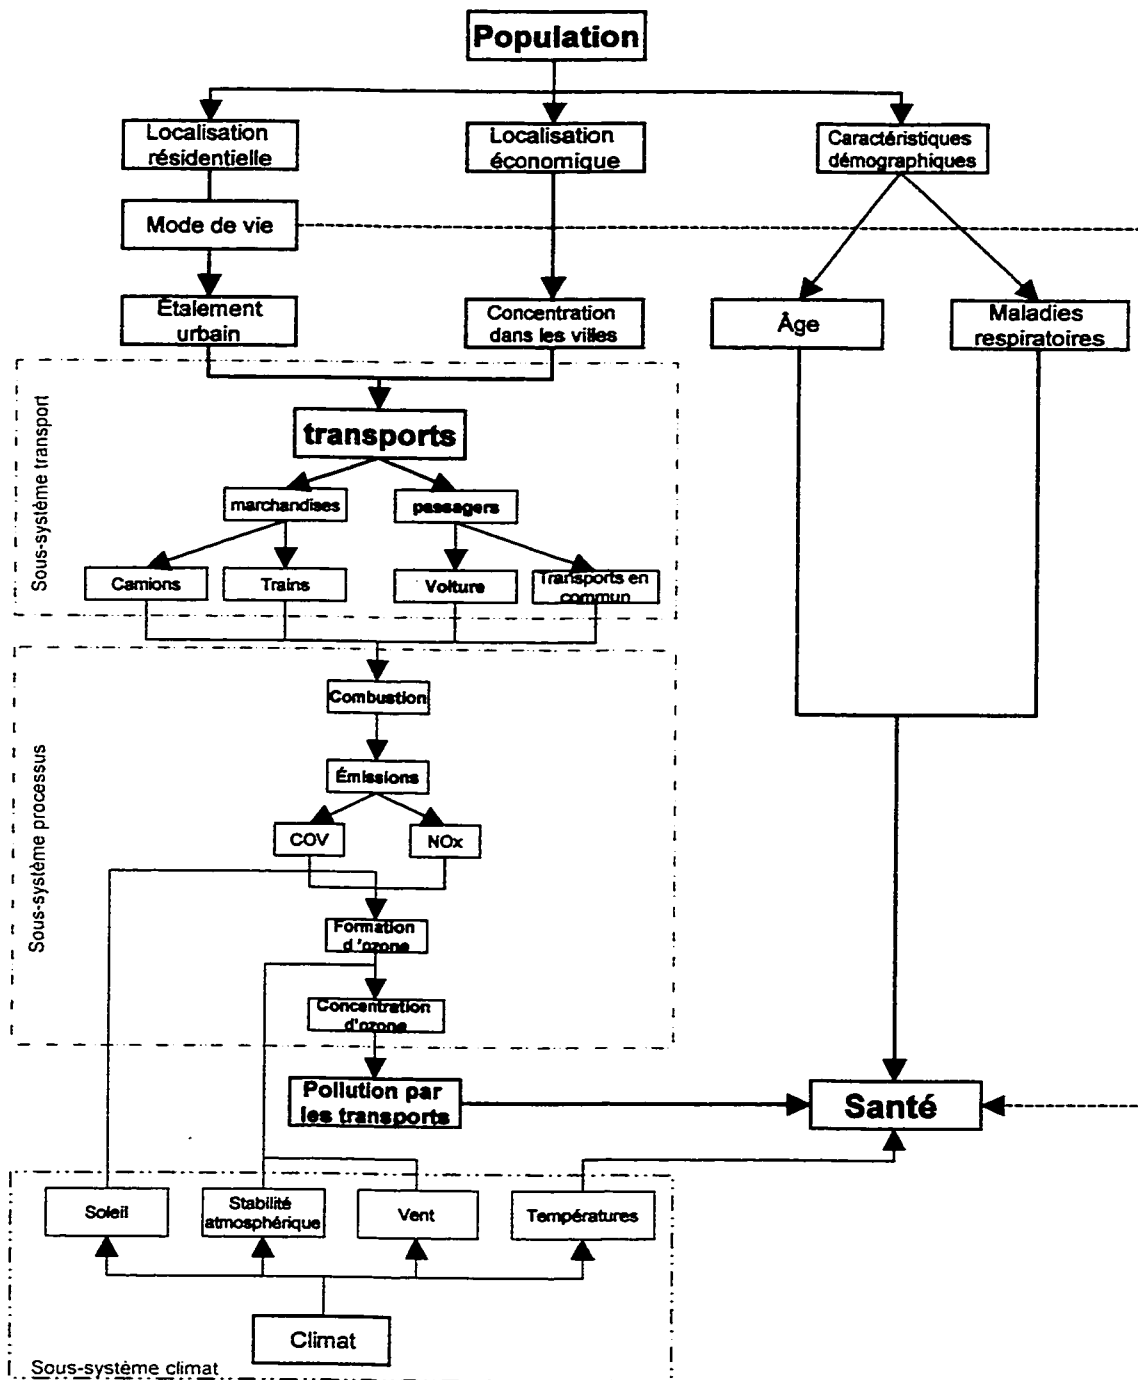 Population
Localisation
résidentielle
Localisation
économique
Caractéristiques
démographiques
Mode de vie
Étalement
urbain
Concentration
dans les villes
Âge
Maladies
respiratoires
Sous-système transport
transports
marchandises
passagers
Camions
Trains
Voiture
Transports en
commun
Sous-système processus
Combustion
Émissions
COV
NOx
Formation
d'ozone
Concentration
d'ozone
Pollution par
les transports
Santé
Soleil
Stabilité
atmosphérique
Vent
Températures
Climat
Sous-système climat